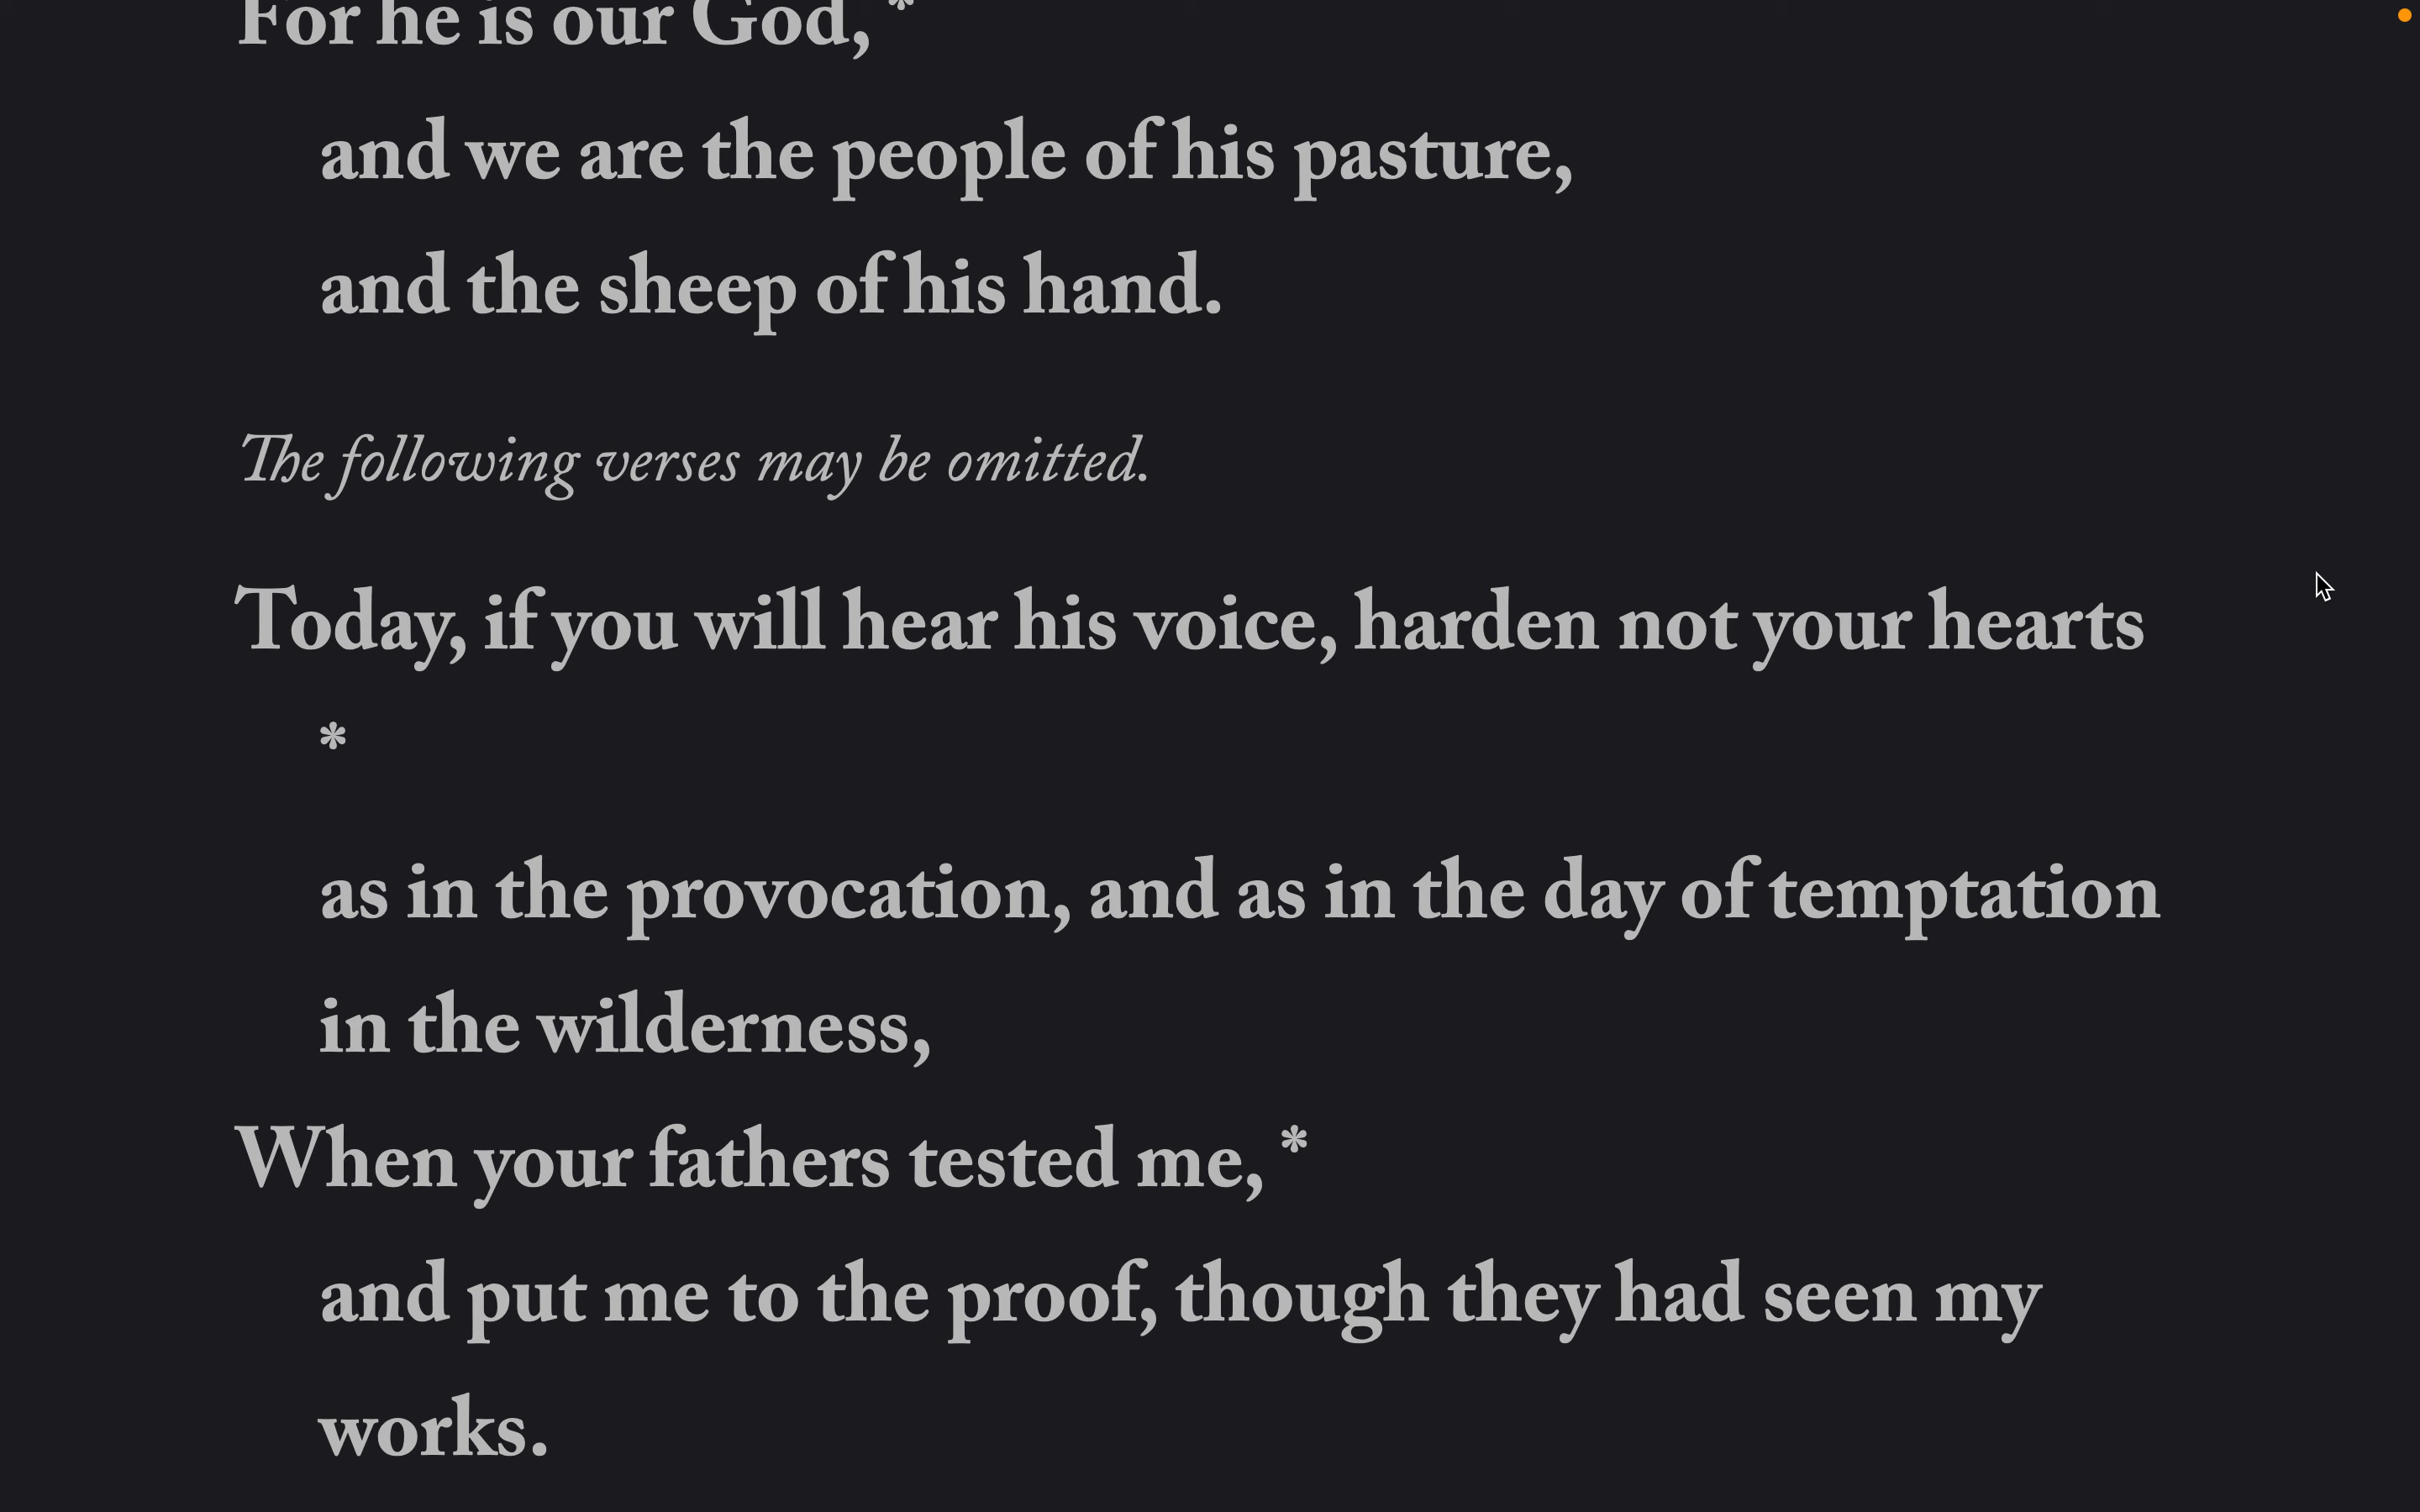 For he is our God, *
and we are the people of his pasture,
and the sheep of his hand.
The following verses may be omitted.
Today, if you will hear his voice, harden not your hearts
*
as in the provocation, and as in the day of temptation
in the wilderness,
When your fathers tested me, *
and put me to the proof, though they had seen my
works.